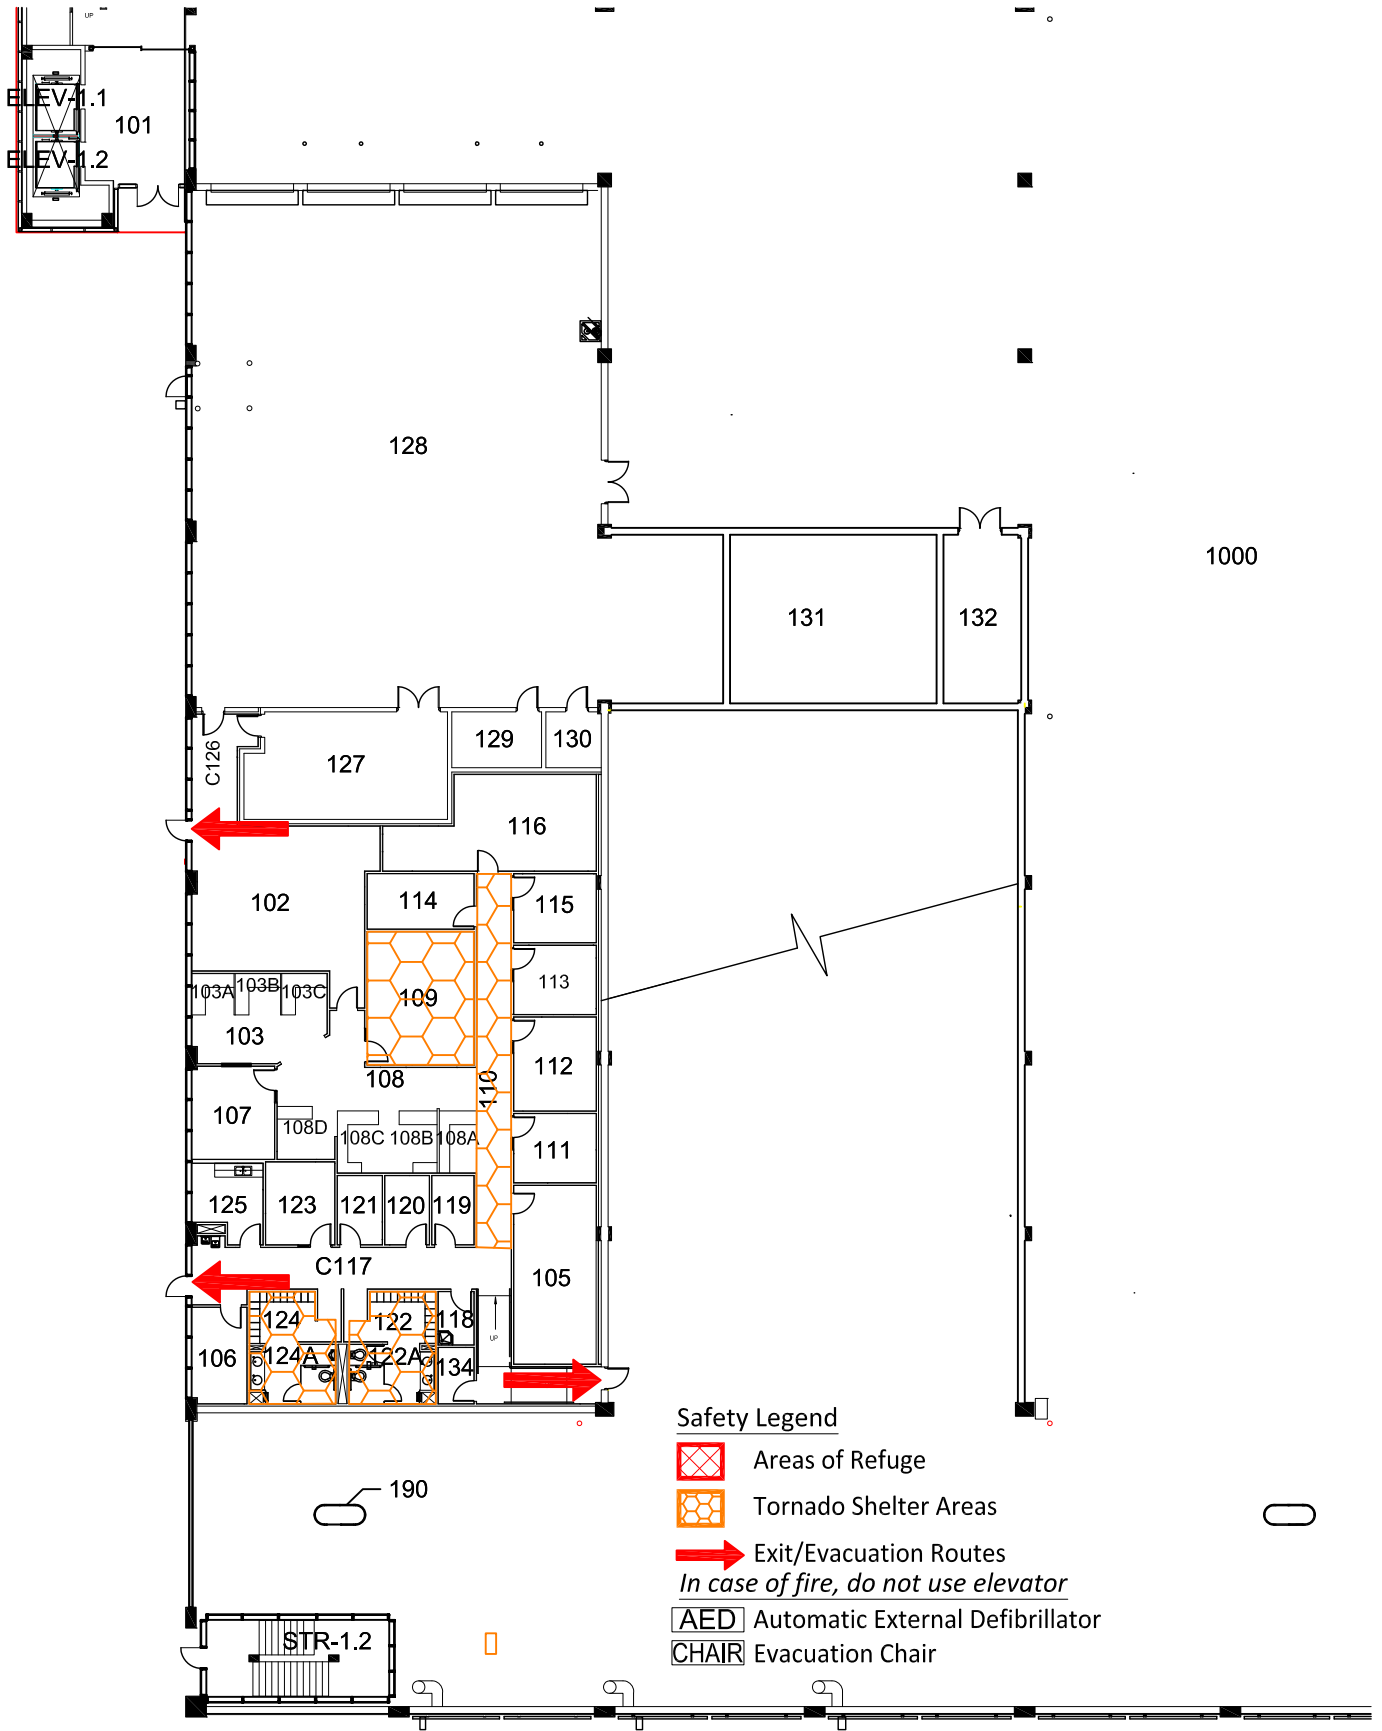 UP
ELEV-1.1
101
ELEV-1.2
128
1000
131
132
C126
127
129
130
116
102
114
115
103A
103B
103C
109
113
103
108
110
112
107
108D
108C
108B
108A
111
125
123
121
120
119
C117
105
124
122
118
UP
106
124A
122A
134
Safety Legend
Areas of Refuge
190
Tornado Shelter Areas
Exit/Evacuation Routes
In case of fire, do not use elevator
AED Automatic External Defibrillator
STR-1.2
CHAIR Evacuation Chair